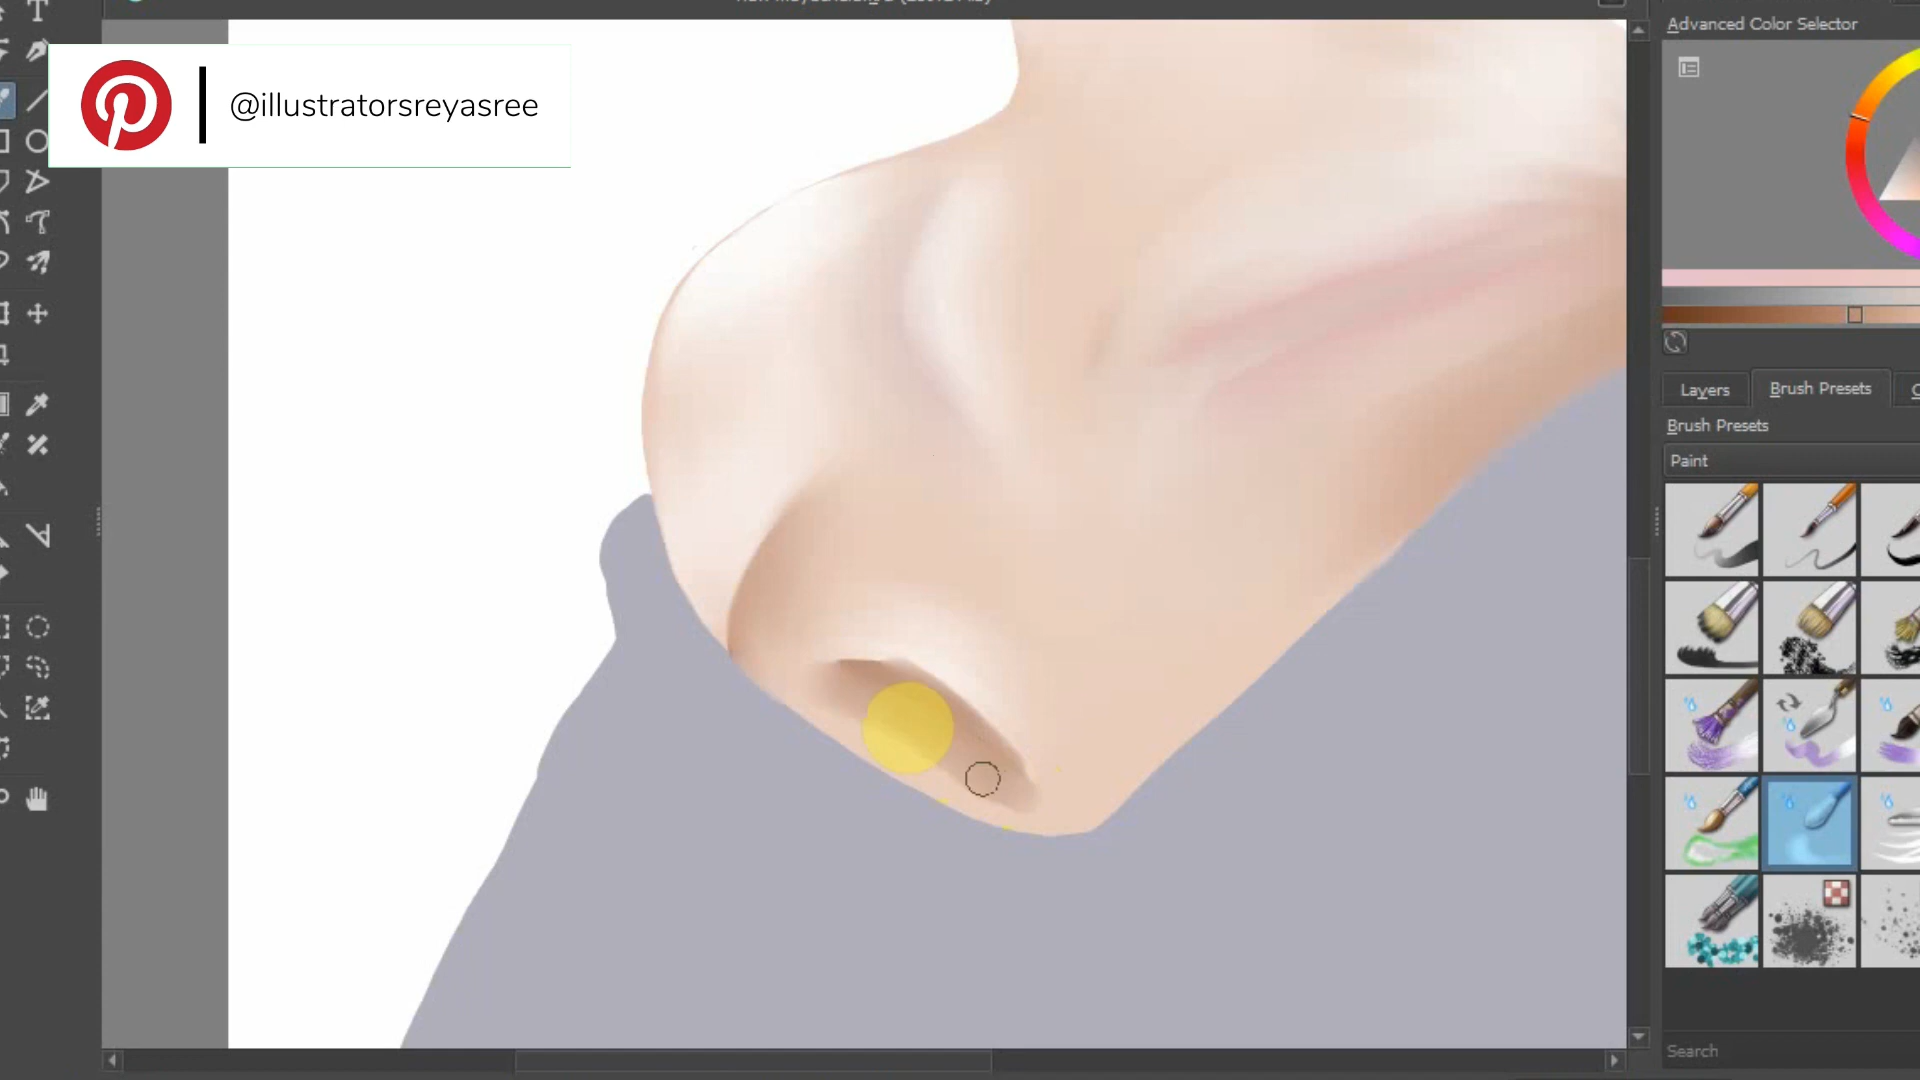 Advanced Color Selector
@illustratorsreyasree
Layers
Brush Presets
Brush Presets
Paint
Search